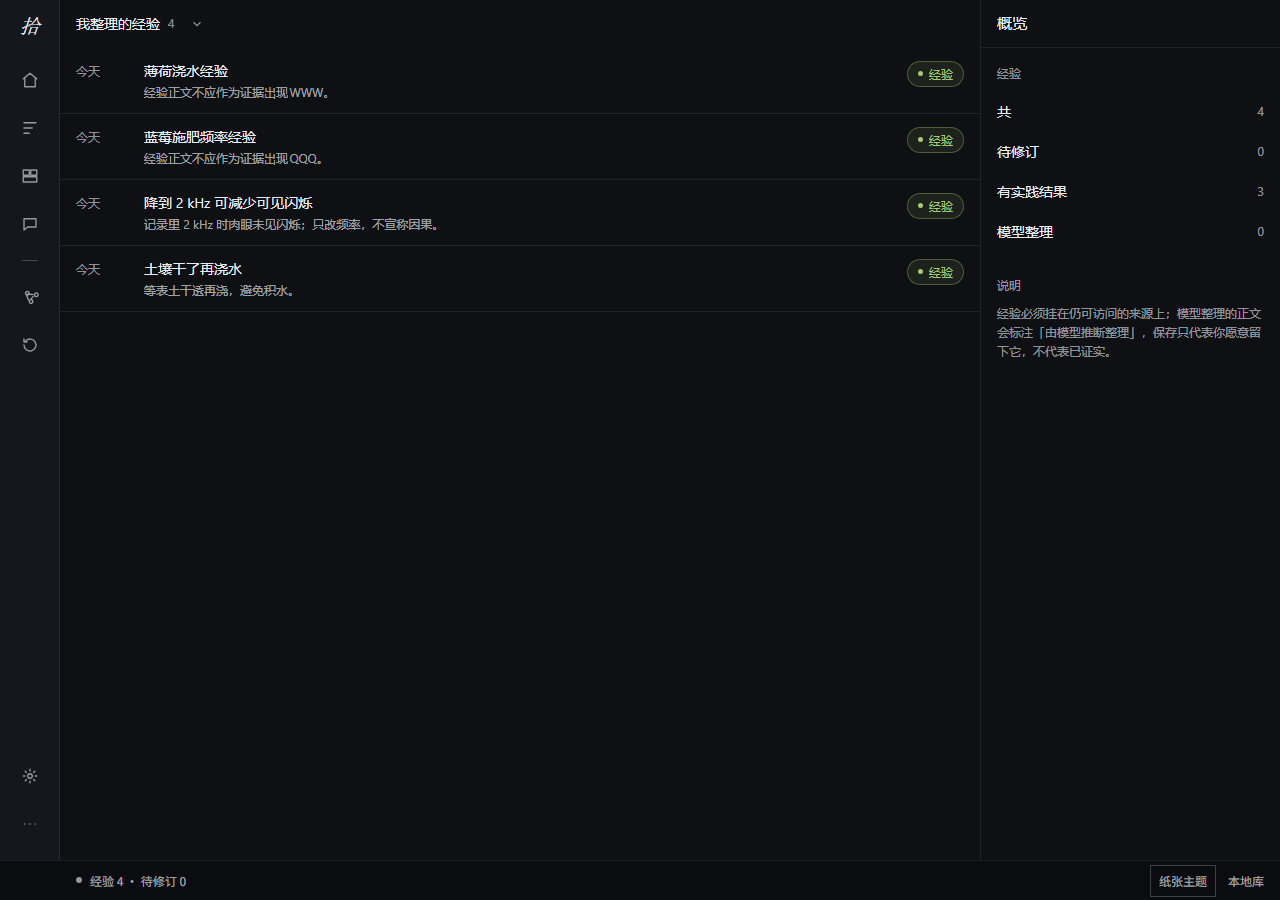 拾
我整理的经验 4
今天 薄荷浇水经验 经验
经验正文不应作为证据出现WWW。
今天 蓝莓施肥频率经验 经验
经验正文不应作为证据出现QQQ。
今天 降到 2 kHz 可减少可见闪烁 经验
记录里 2 kHz 时肉眼未见闪烁；只改频率，不宣称因果。
今天 土壤干了再浇水 经验
等表土干透再浇，避免积水。
概览
经验
共 4
待修订 0
有实践结果 3
模型整理 0
说明
经验必须挂在仍可访问的来源上；模型整理的正文
会标注「由模型推断整理」，保存只代表你愿意留
下它，不代表已证实。
经验 4 · 待修订 0
纸张主题 本地库